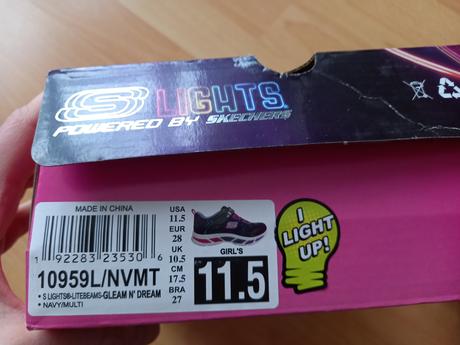 S LIGHTS
POWERED BY SKECHERS
MADE IN CHINA
1 92283 23530 6
10959L/NVMT
• S LIGHTS®-LITEBEAMS-GLEAM N' DREAM
• NAVY/MULTI
USA
11.5
EUR
28
UK
10.5
CM
17.5
BRA
27
GIRL'S
11.5
I
LIGHT
UP!